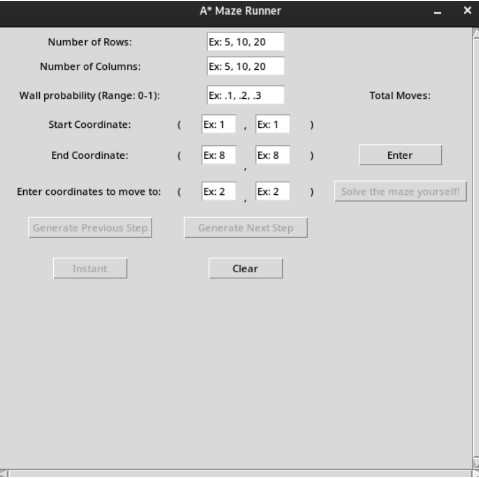 A* Maze Runner
Number of Rows: Ex: 5, 10, 20
Number of Columns: Ex: 5, 10, 20
Wall probability (Range: 0-1): Ex: .1, .2, .3 Total Moves:
Start Coordinate: ( Ex: 1 , Ex: 1 )
End Coordinate: ( Ex: 8 , Ex: 8 ) Enter
Enter coordinates to move to: ( Ex: 2 , Ex: 2 ) Solve the maze yourself!
Generate Previous Step Generate Next Step
Instant Clear